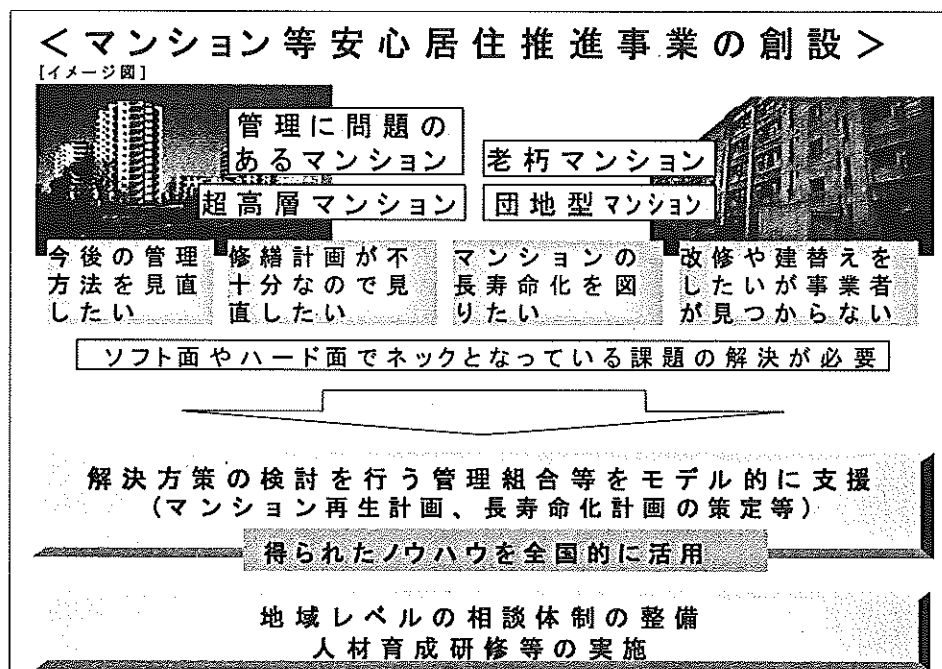 ＜マンション等安心居住推進事業の創設＞
[イメージ図]
管理に問題の
あるマンション
老朽マンション
超高層マンション
団地型マンション
今後の管理
方法を見直
したい
修繕計画が不
十分なので見
直したい
マンションの
長寿命化を図
りたい
改修や建替えを
したいが事業者
が見つからない
ソフト面やハード面でネックとなっている課題の解決が必要
解決方策の検討を行う管理組合等をモデル的に支援
（マンション再生計画、長寿命化計画の策定等）
得られたノウハウを全国的に活用
地域レベルの相談体制の整備
人材育成研修等の実施